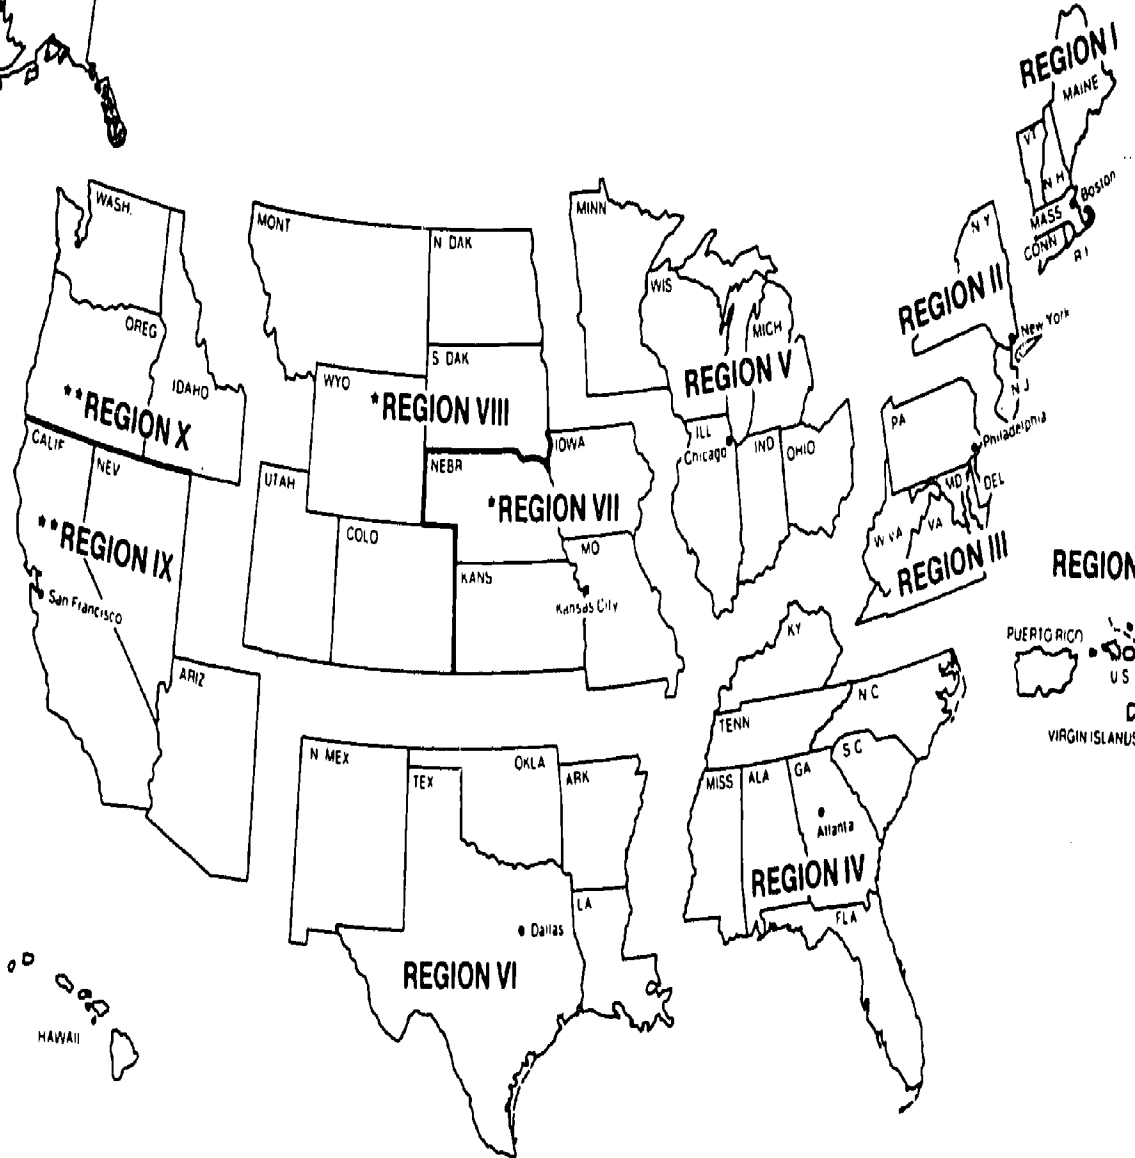 REGION I
MAINE
VT
N H
Boston
MASS
CONN
R I
WASH.
MONT
N DAK
MINN
N Y
WIS
REGION II
New York
OREG
S DAK
MICH
IDAHO
WYO
REGION V
N J
**REGION X
*REGION VIII
PA
Philadelphia
CALIF
NEV
UTAH
NEBR
IOWA
ILL
Chicago
IND
OHIO
MD
DEL
**REGION IX
COLO
*REGION VII
W VA
VA
REGION III
REGION
San Francisco
KANS
MO
Kansas City
KY
PUERTO RICO
U S
ARIZ
N C
TENN
VIRGIN ISLANDS
N MEX
OKLA
TEX
ARK
MISS
ALA
GA
S C
Atlanta
REGION IV
LA
FLA
Dallas
REGION VI
HAWAII